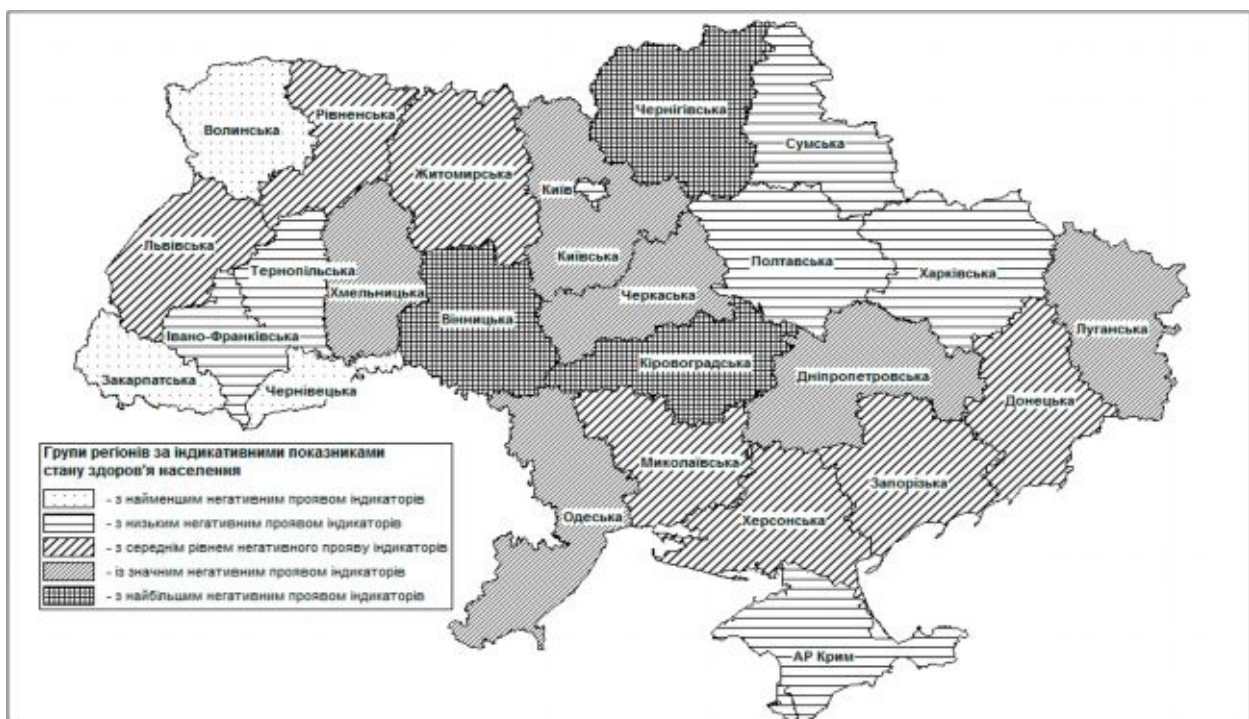 Чернігівська
Волинська
Рівненська
Сумська
Житомирська
Київ
Львівська
Тернопільська
Київська
Полтавська
Харківська
Хмельницька
Черкаська
Вінницька
Луганська
Івано-Франківська
Кіровоградська
Закарпатська
Чернівецька
Дніпропетровська
Донецька
Миколаївська
Запорізька
Одеська
Херсонська
АР Крим
Групи регіонів за індикативними показниками
стану здоров'я населення
- з найменшим негативним проявом індикаторів
- з низьким негативним проявом індикаторів
- з середнім рівнем негативного прояву індикаторів
- із значним негативним проявом індикаторів
- з найбільшим негативним проявом індикаторів